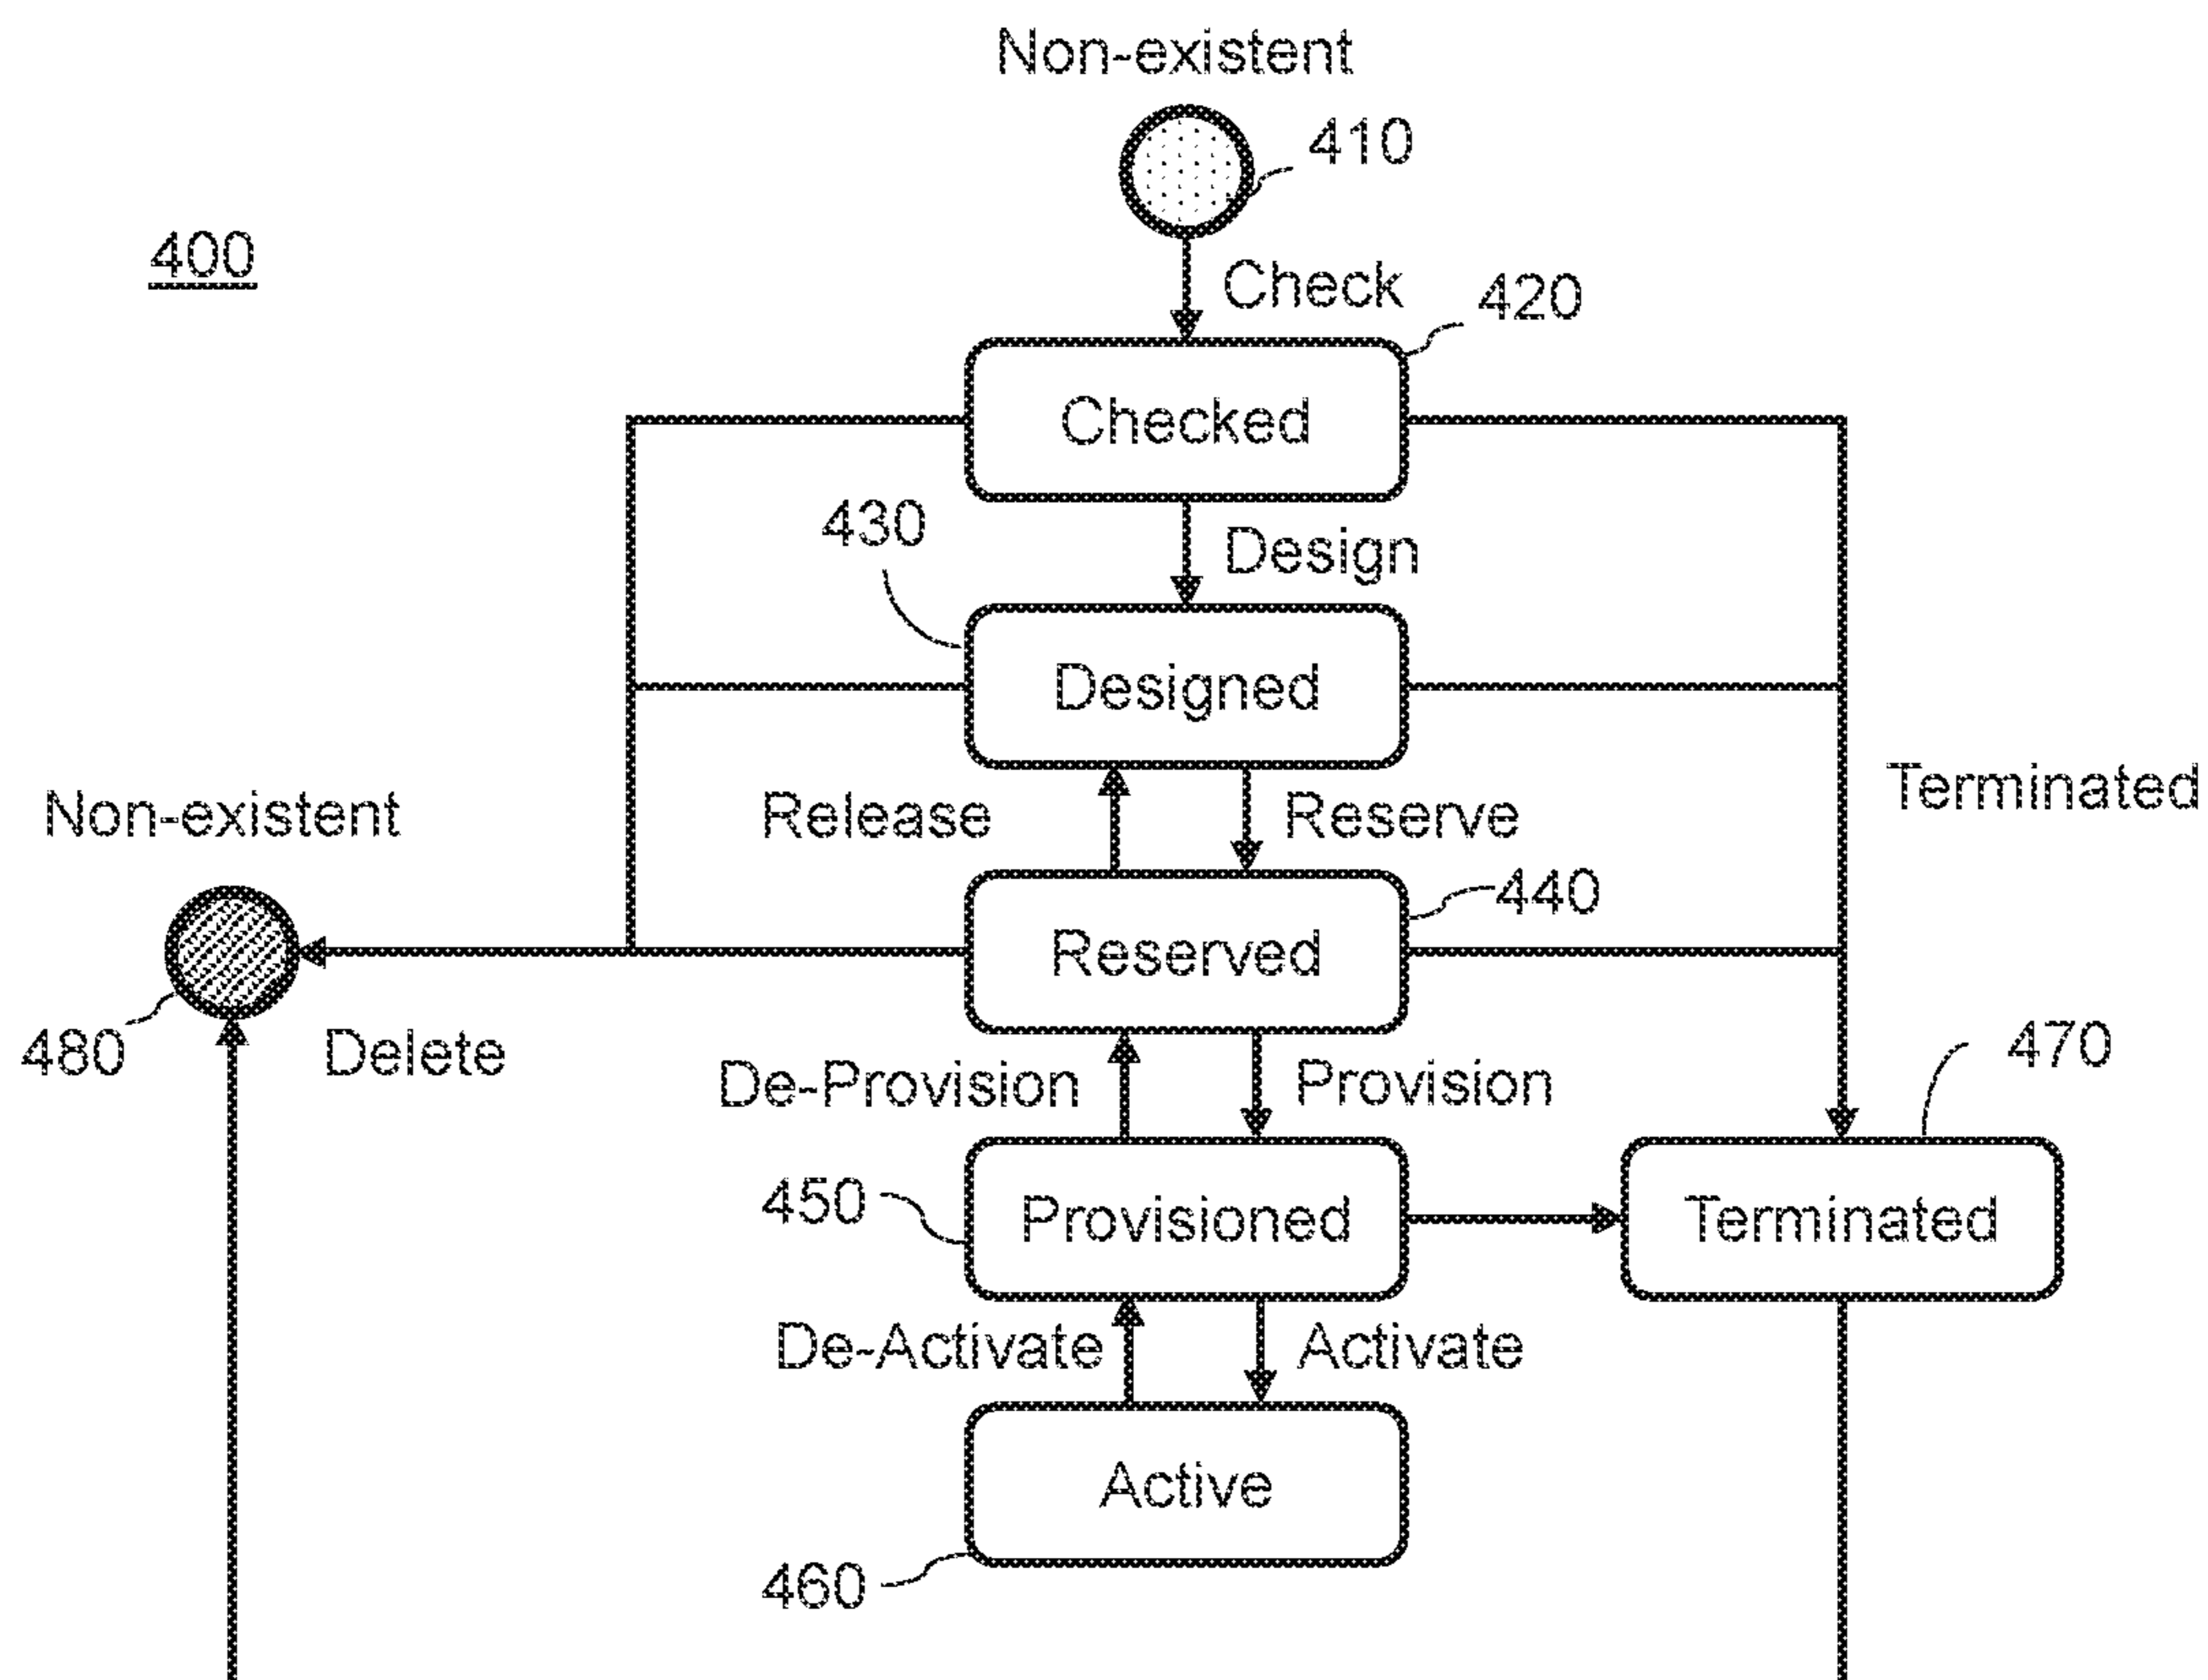 Non-existent
410
400
Check
420
Checked
430
Design
Designed
Non-existent
Release
Reserve
Terminated
440
Reserved
480
Delete
De-Provision
Provision
470
450
Provisioned
Terminated
De-Activate
Activate
Active
460